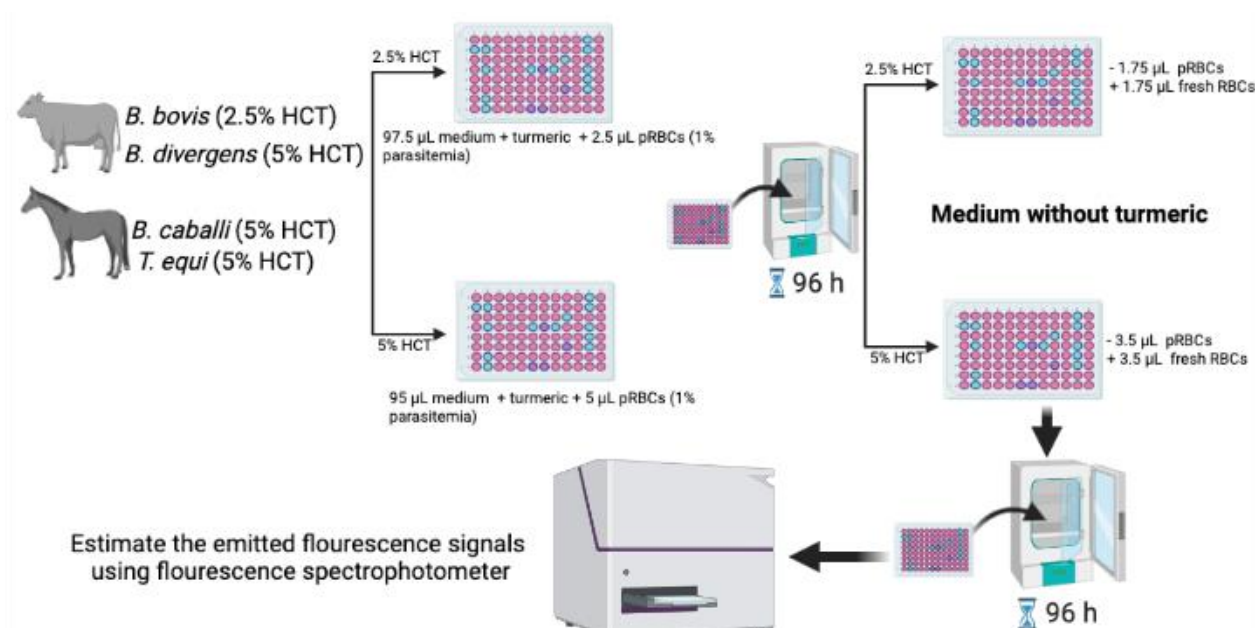 B. bovis (2.5% HCT)
B. divergens (5% HCT)
B. caballi (5% HCT)
T. equi (5% HCT)
2.5% HCT
97.5 µL medium + turmeric + 2.5 µL pRBCs (1%
parasitemia)
5% HCT
95 µL medium + turmeric + 5 µL pRBCs (1%
parasitemia)
96 h
2.5% HCT
- 1.75 µL pRBCs
+ 1.75 µL fresh RBCs
Medium without turmeric
5% HCT
- 3.5 µL pRBCs
+ 3.5 µL fresh RBCs
96 h
Estimate the emitted flourescence signals
using flourescence spectrophotometer